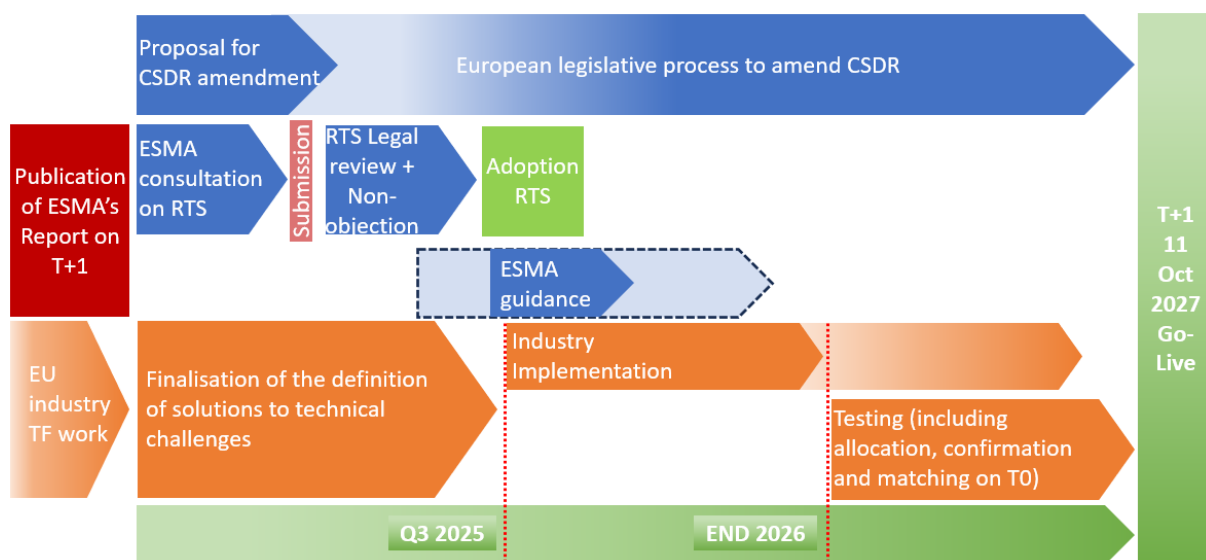 Proposal for
CSDR amendment
European legislative process to amend CSDR
Publication
of ESMA's
Report on
T+1
ESMA
consultation
on RTS
Submission
RTS Legal
review +
Non-
objection
Adoption
RTS
ESMA
guidance
EU
industry
TF work
Finalisation of the definition
of solutions to technical
challenges
Industry
Implementation
Testing (including
allocation, confirmation
and matching on T0)
Q3 2025
END 2026
T+1
11
Oct
2027
Go-
Live